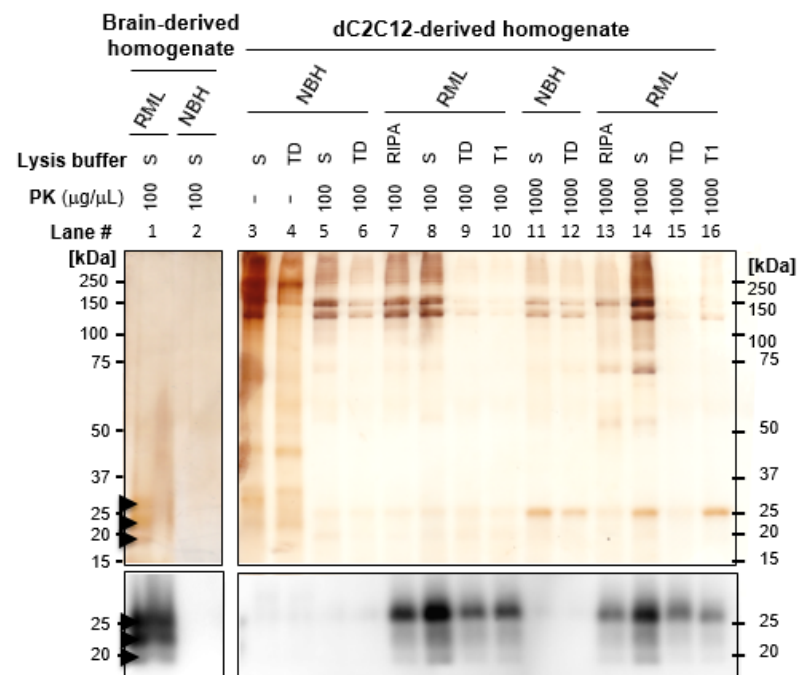 Brain-derived homogenate
dC2C12-derived homogenate
RML NBH NBH RML NBH RML
Lysis buffer S S S TD S TD RIPA S TD T1 S TD RIPA S TD T1
PK (µg/µL) 100 100 - - 100 100 100 100 100 100 1000 1000 1000 1000 1000 1000
Lane # 1 2 3 4 5 6 7 8 9 10 11 12 13 14 15 16
[kDa] [kDa]
250 250
150 150
100 100
75 75
50 50
37 37
25 25
20 20
15 15
25 25
20 20